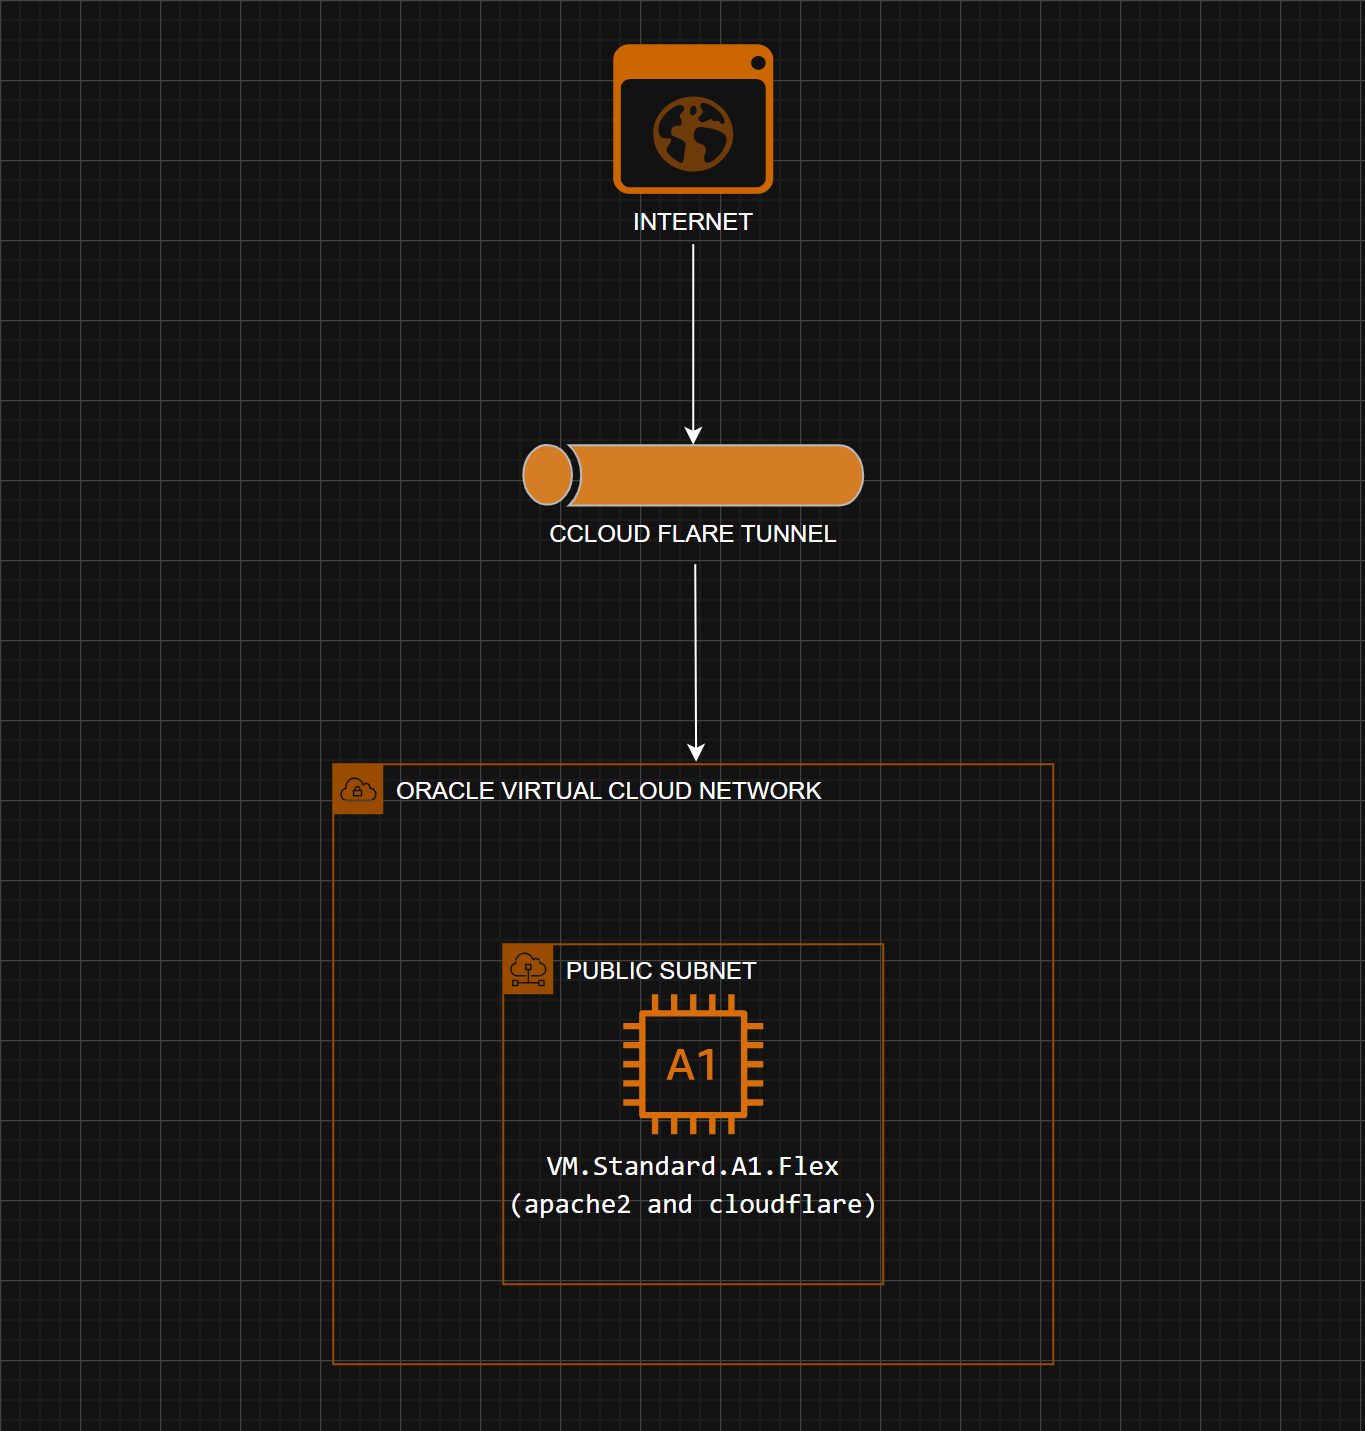 INTERNET
CCLOUD FLARE TUNNEL
ORACLE VIRTUAL CLOUD NETWORK
PUBLIC SUBNET
A1
VM.Standard.A1.Flex
(apache2 and cloudflare)